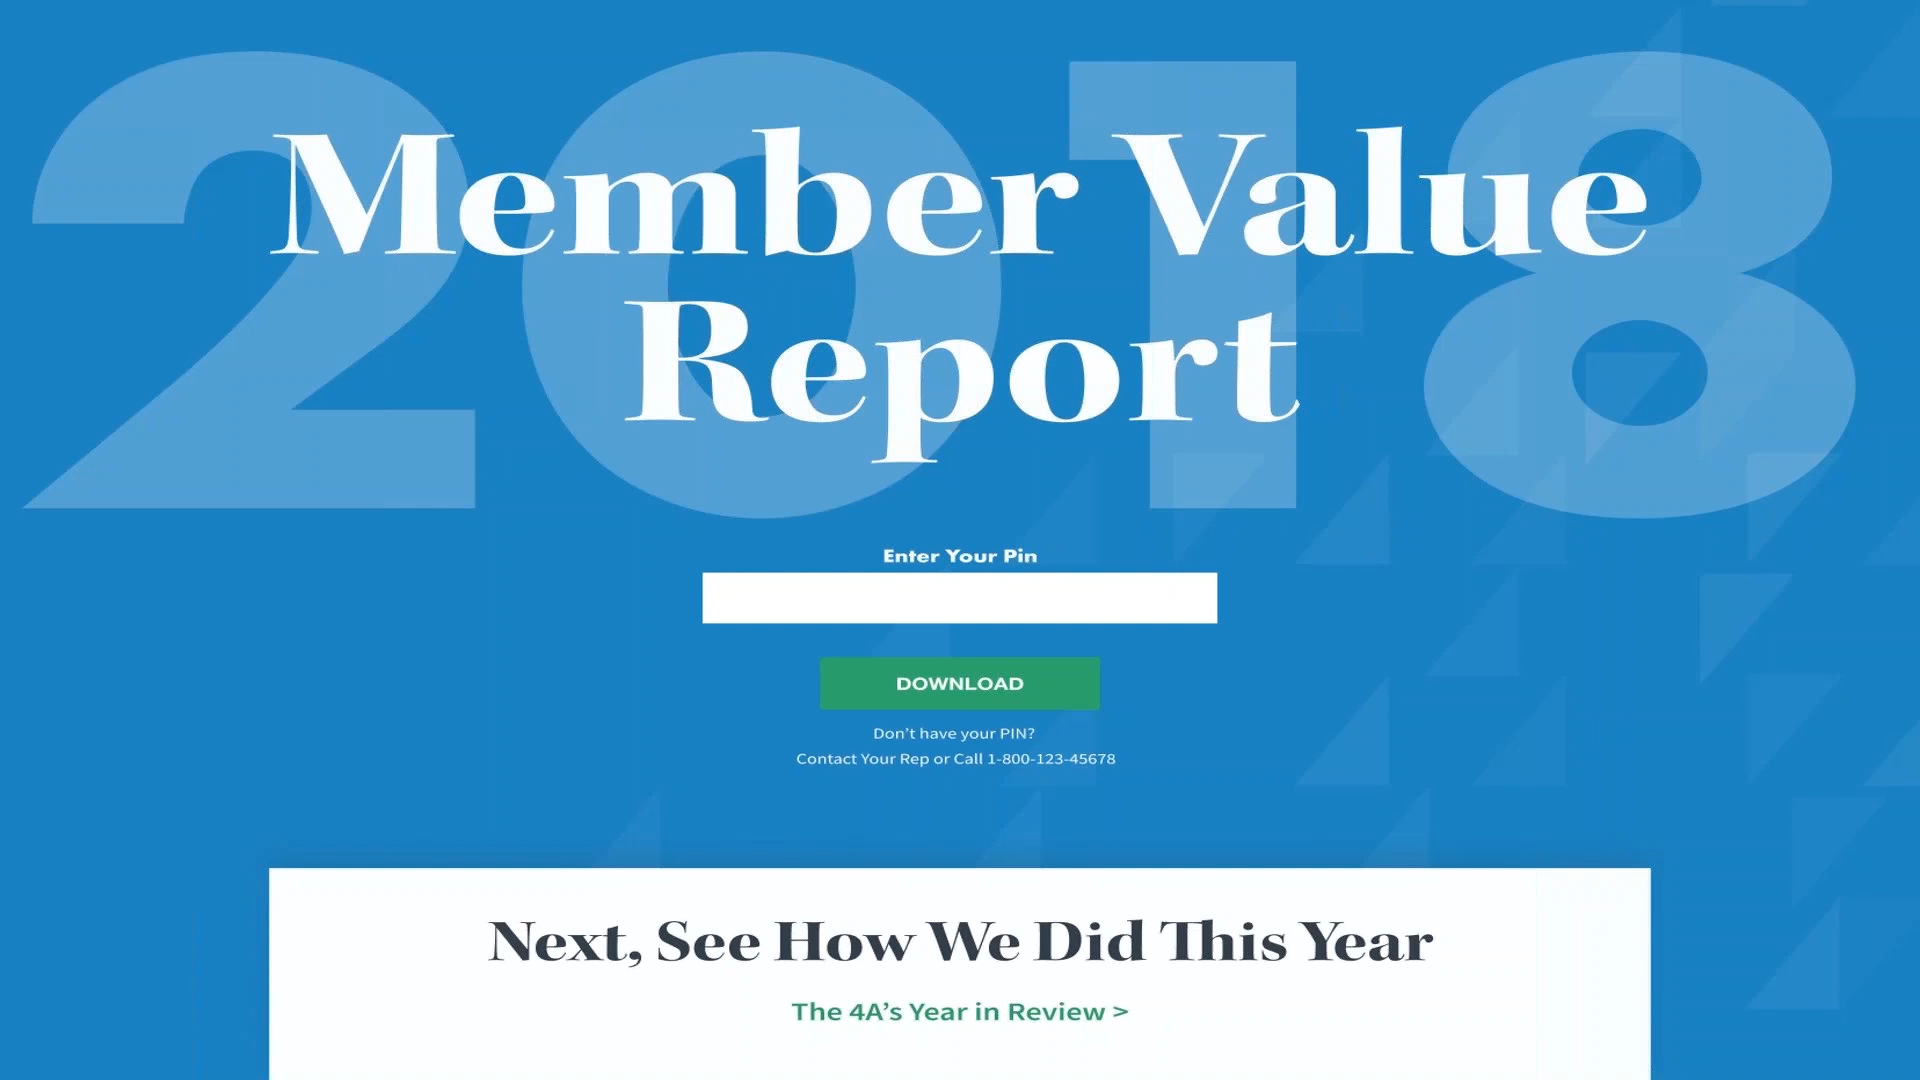 2018
Member Value
Report
Enter Your Pin
DOWNLOAD
Don’t have your PIN?
Contact Your Rep or Call 1-800-123-45678
Next, See How We Did This Year
The 4A’s Year in Review >